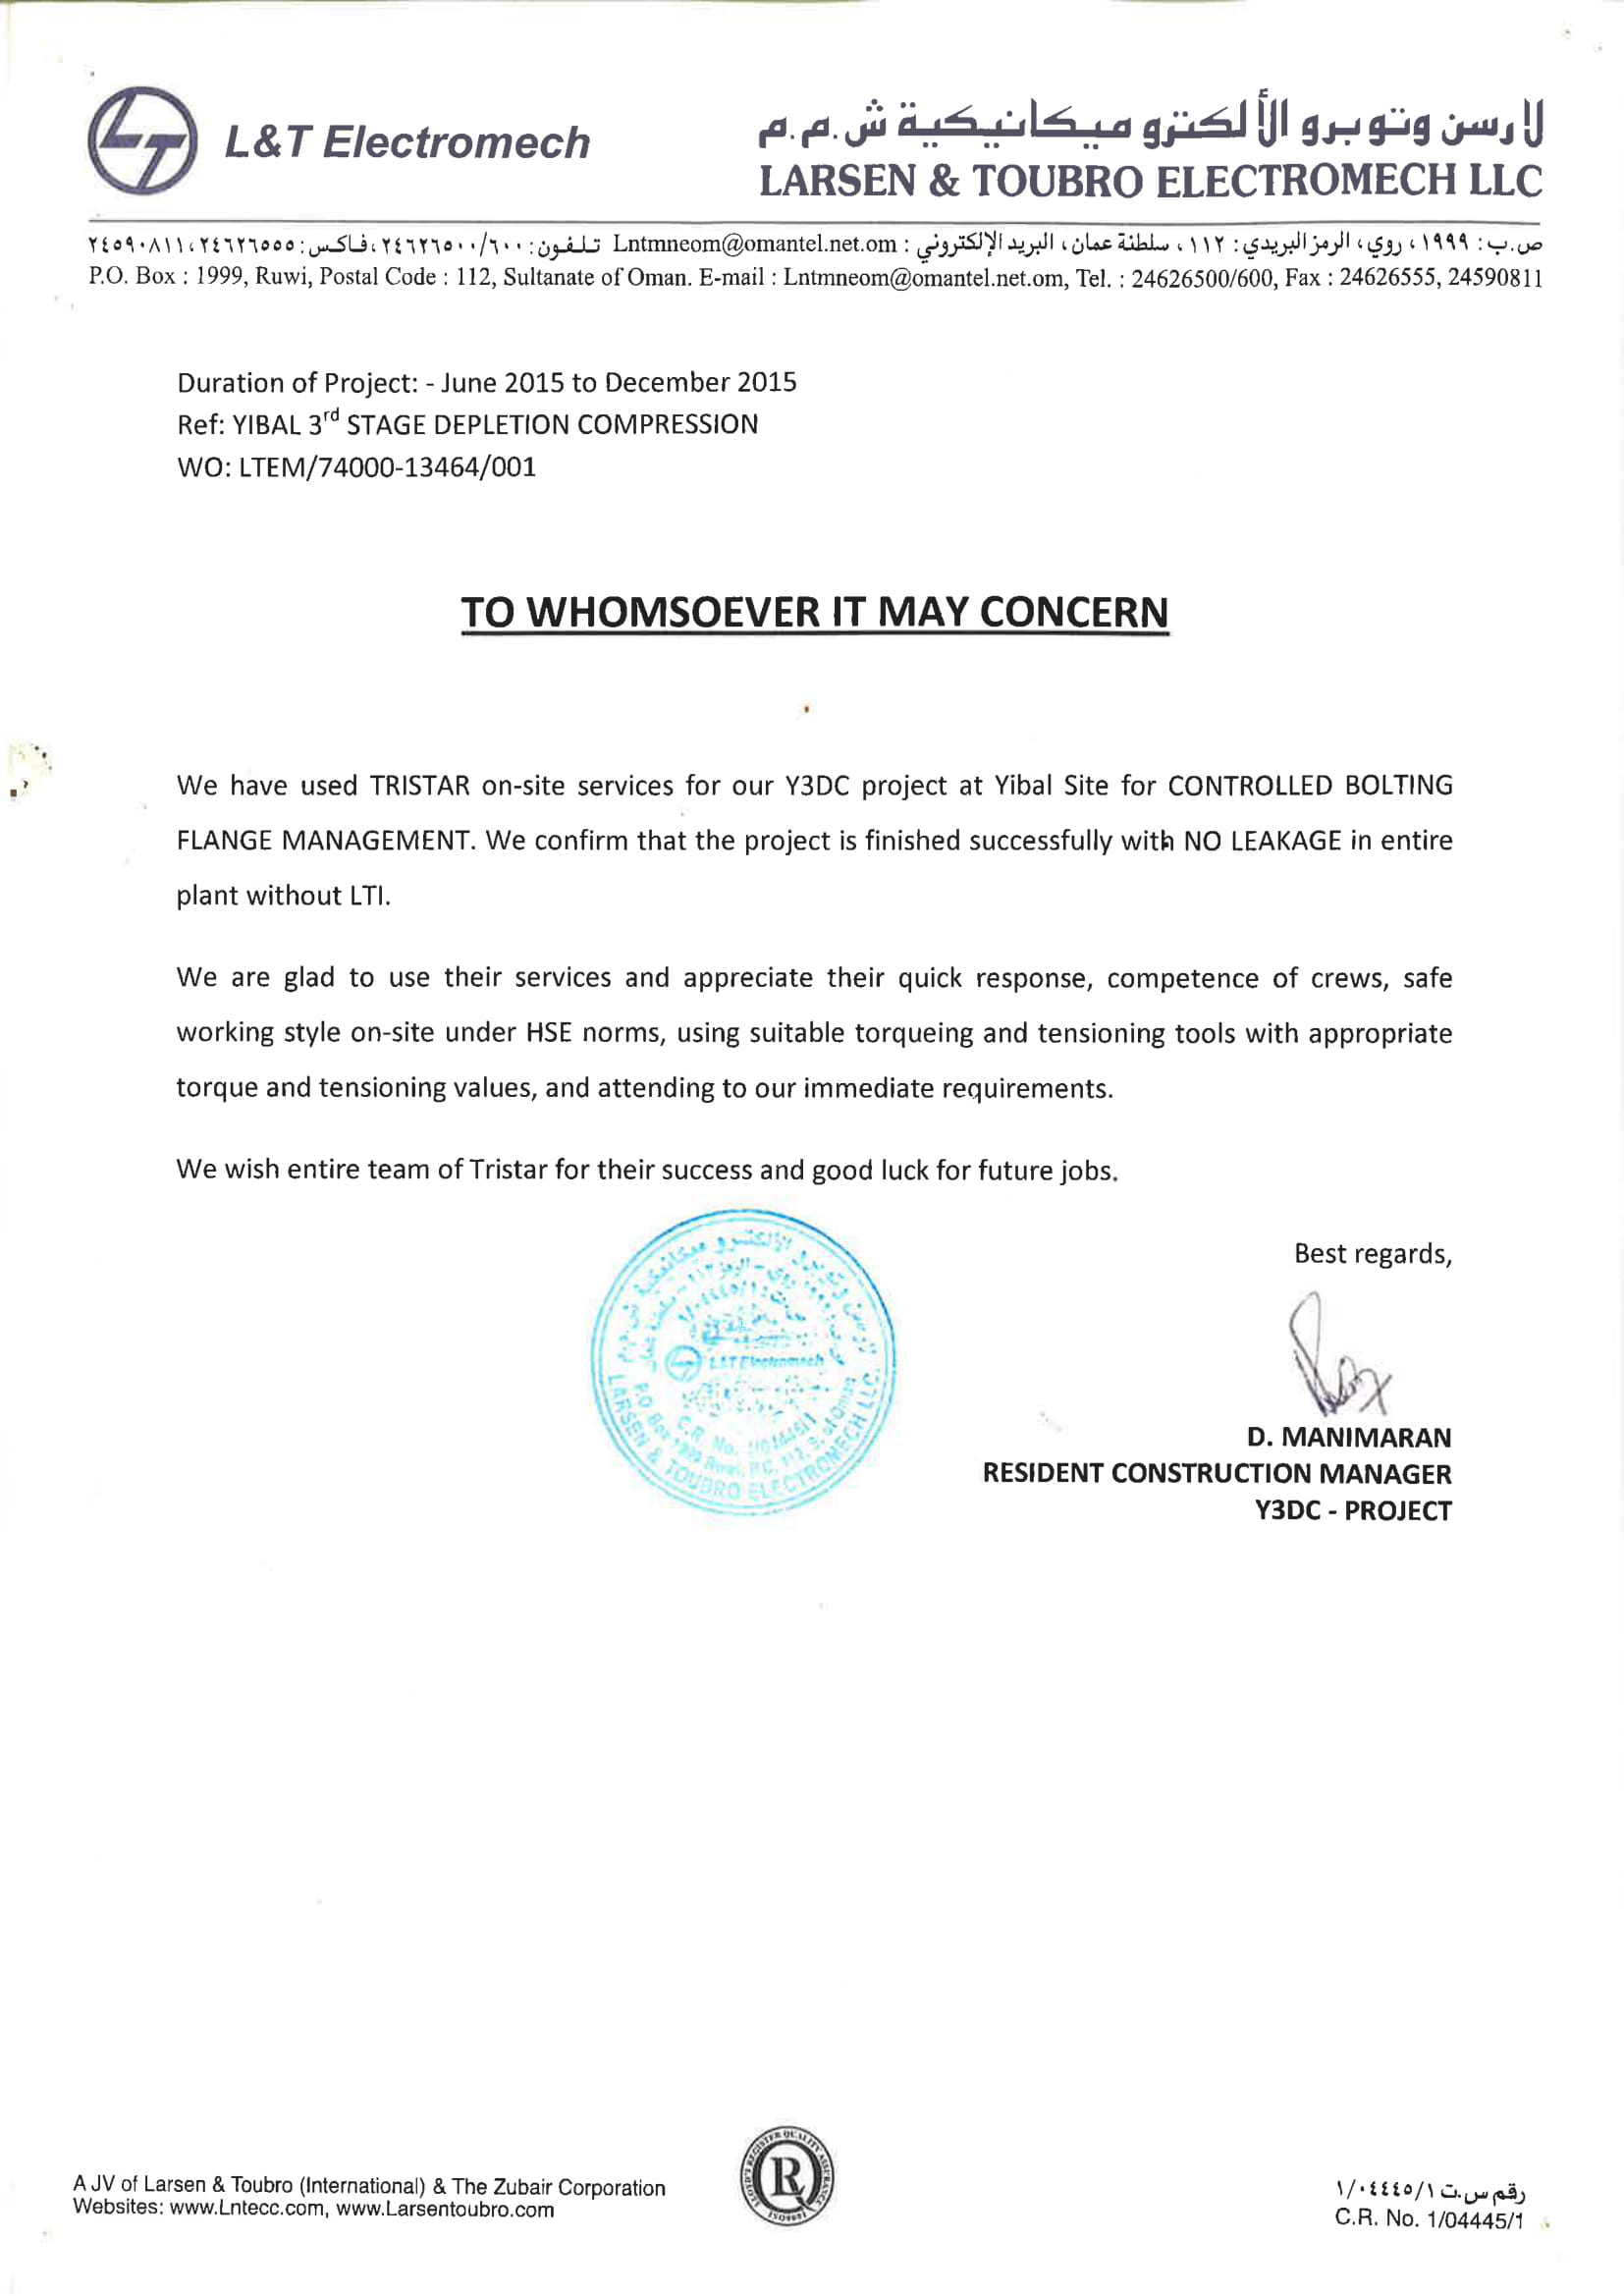 L&T Electromech
لارسن وتوبرو الألكترو ميكانيكية ش.م.م
LARSEN & TOUBRO ELECTROMECH LLC
ص.ب: ١٩٩٩ ، روي، الرمز البريدي: ١١٢ ، سلطنة عمان، البريد الإلكتروني : Lntmneom@omantel.net.om تلفون: ٢٤٦٢٦٥٠٠/٦٠٠، فاكس: ٢٤٦٢٦٥٥٥، ٢٤٥٩٠٨١١
P.O. Box : 1999, Ruwi, Postal Code : 112, Sultanate of Oman. E-mail : Lntmneom@omantel.net.om, Tel. : 24626500/600, Fax : 24626555, 24590811
Duration of Project: - June 2015 to December 2015
Ref: YIBAL 3rd STAGE DEPLETION COMPRESSION
WO: LTEM/74000-13464/001
TO WHOMSOEVER IT MAY CONCERN
We have used TRISTAR on-site services for our Y3DC project at Yibal Site for CONTROLLED BOLTING
FLANGE MANAGEMENT. We confirm that the project is finished successfully with NO LEAKAGE in entire
plant without LTI.
We are glad to use their services and appreciate their quick response, competence of crews, safe
working style on-site under HSE norms, using suitable torqueing and tensioning tools with appropriate
torque and tensioning values, and attending to our immediate requirements.
We wish entire team of Tristar for their success and good luck for future jobs.
Best regards,
L&T Electromech
C.R. No. 1/04445/1
P.O Box 1999 Ruwi, P.C. 112, S. of Oman
LARSEN & TOUBRO ELECTROMECH LLC.
D. MANIMARAN
RESIDENT CONSTRUCTION MANAGER
Y3DC - PROJECT
A JV of Larsen & Toubro (International) & The Zubair Corporation
Websites: www.Lntecc.com, www.Larsentoubro.com
LLOYD'S REGISTER QUALITY ASSURANCE
R
ISO9001
رقم س.ت ١/٠٤٤٤٥/١
C.R. No. 1/04445/1